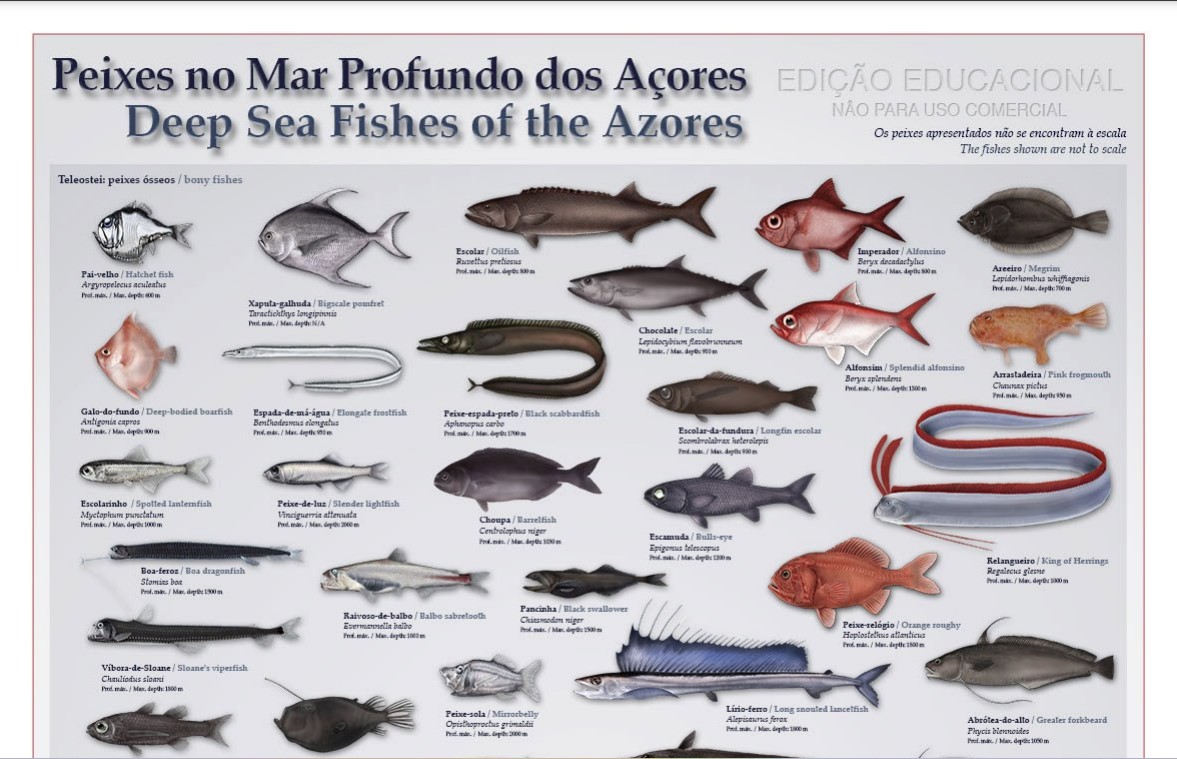 Peixes no Mar Profundo dos Açores
Deep Sea Fishes of the Azores
EDIÇÃO EDUCACIONAL
NÃO PARA USO COMERCIAL
Os peixes apresentados não se encontram à escala
The fishes shown are not to scale
Teleostei: peixes ósseos / bony fishes
Pai-velho / Hatchet fish
Argyropelecus aculeatus
Prof. máx. / Max. depth: 600 m
Xaputa-galhuda / Bigscale pomfret
Taractichthys longipinnis
Prof. máx. / Max. depth: N/A
Escolar / Oilfish
Ruvettus pretiosus
Prof. máx. / Max. depth: 800 m
Chocolate / Escolar
Lepidocybium flavobrunneum
Prof. máx. / Max. depth: 910 m
Imperador / Alfonsino
Beryx decadactylus
Prof. máx. / Max. depth: 800 m
Areeiro / Megrim
Lepidorhombus whiffiagonis
Prof. máx. / Max. depth: 700 m
Galo-do-fundo / Deep-bodied boarfish
Antigonia capros
Prof. máx. / Max. depth: 900 m
Espada-de-má-água / Elongate frostfish
Benthodesmus elongatus
Prof. máx. / Max. depth: 950 m
Peixe-espada-preto / Black scabbardfish
Aphanopus carbo
Prof. máx. / Max. depth: 1700 m
Escolar-da-fundura / Longfin escolar
Scombrolabrax heterolepis
Prof. máx. / Max. depth: 900 m
Alfonsim / Splendid alfonsino
Beryx splendens
Prof. máx. / Max. depth: 1300 m
Arrastadeira / Pink frogmouth
Chaunax pictus
Prof. máx. / Max. depth: 950 m
Escolarinho / Spotted lanternfish
Myctophum punctatum
Prof. máx. / Max. depth: 1000 m
Peixe-de-luz / Slender lightfish
Vinciguerria attenuata
Prof. máx. / Max. depth: 2000 m
Choupa / Barrelfish
Centrolophus niger
Prof. máx. / Max. depth: 1050 m
Escamuda / Bulls-eye
Epigonus telescopus
Prof. máx. / Max. depth: 1200 m
Relangueiro / King of Herrings
Regalecus glesne
Prof. máx. / Max. depth: 1000 m
Boa-feroz / Boa dragonfish
Stomias boa
Prof. máx. / Max. depth: 1500 m
Raivoso-de-balbo / Balbo sabretooth
Evermannella balbo
Prof. máx. / Max. depth: 1000 m
Pancinha / Black swallower
Chiasmodon niger
Prof. máx. / Max. depth: 1500 m
Peixe-relógio / Orange roughy
Hoplostethus atlanticus
Prof. máx. / Max. depth: 1800 m
Víbora-de-Sloane / Sloane's viperfish
Chauliodus sloani
Prof. máx. / Max. depth: 1800 m
Peixe-sola / Mirrorbelly
Opisthoproctus grimaldii
Prof. máx. / Max. depth: 2000 m
Lírio-ferro / Long snouted lancetfish
Alepisaurus ferox
Prof. máx. / Max. depth: 1800 m
Abrótea-do-alto / Greater forkbeard
Phycis blennoides
Prof. máx. / Max. depth: 1050 m